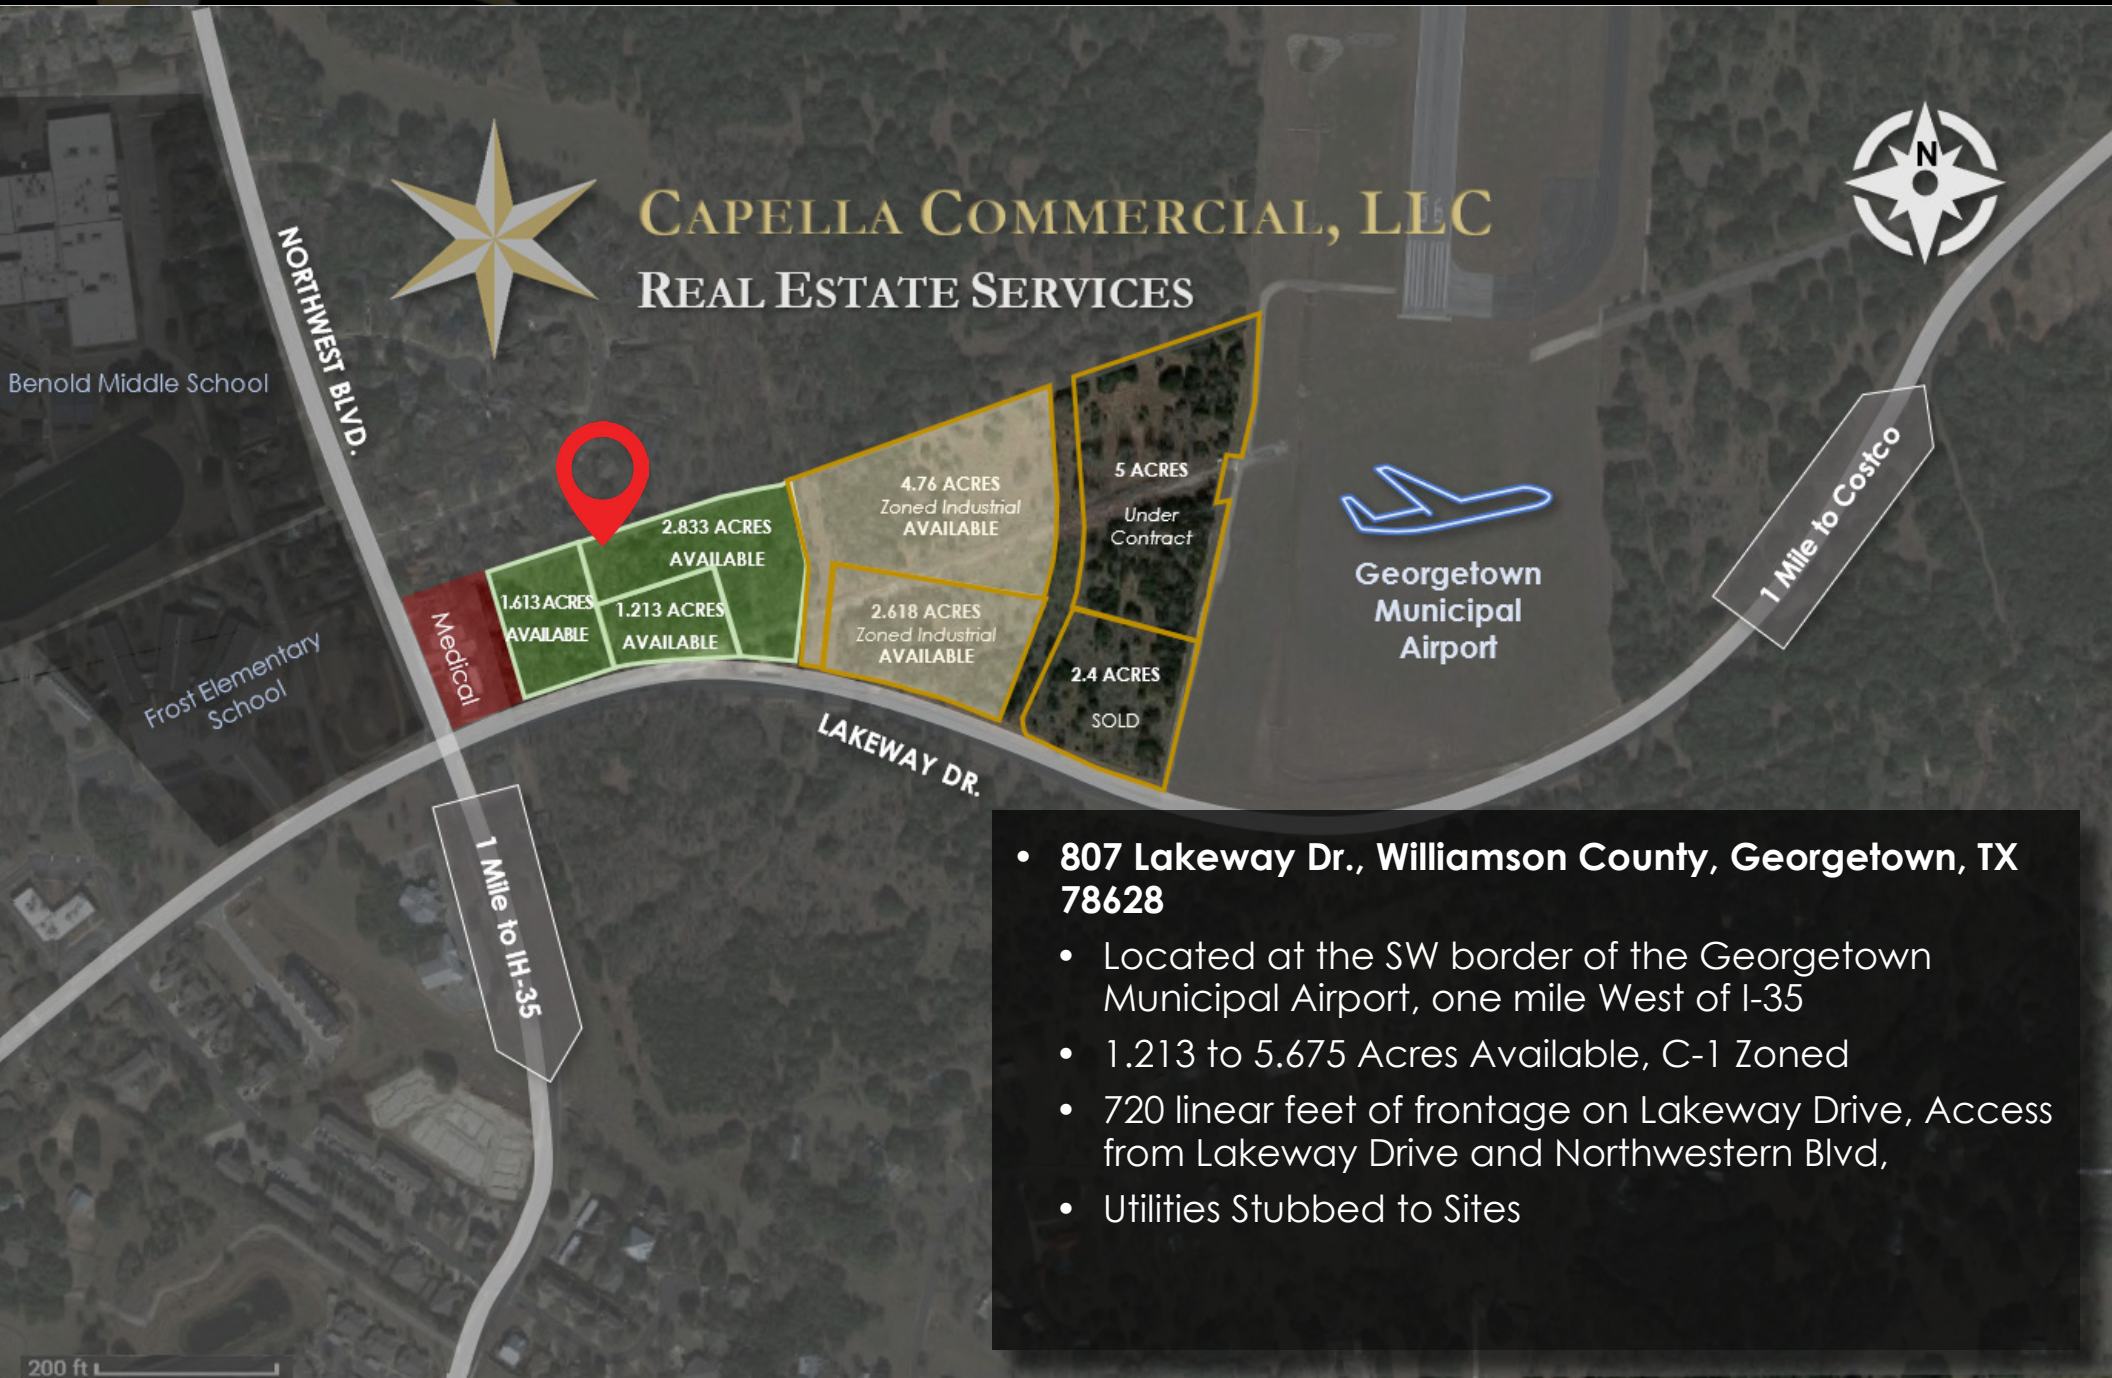 CAPELLA COMMERCIAL, LLC
REAL ESTATE SERVICES
N
NORTHWEST BLVD.
Benold Middle School
Frost Elementary
School
Medical
1.613 ACRES
AVAILABLE
2.833 ACRES
AVAILABLE
1.213 ACRES
AVAILABLE
4.76 ACRES
Zoned Industrial
AVAILABLE
2.618 ACRES
Zoned Industrial
AVAILABLE
5 ACRES
Under
Contract
2.4 ACRES
SOLD
Georgetown
Municipal
Airport
1 Mile to Costco
LAKEWAY DR.
1 Mile to IH-35
• 807 Lakeway Dr., Williamson County, Georgetown, TX
78628
• Located at the SW border of the Georgetown
Municipal Airport, one mile West of I-35
• 1.213 to 5.675 Acres Available, C-1 Zoned
• 720 linear feet of frontage on Lakeway Drive, Access
from Lakeway Drive and Northwestern Blvd,
• Utilities Stubbed to Sites
200 ft